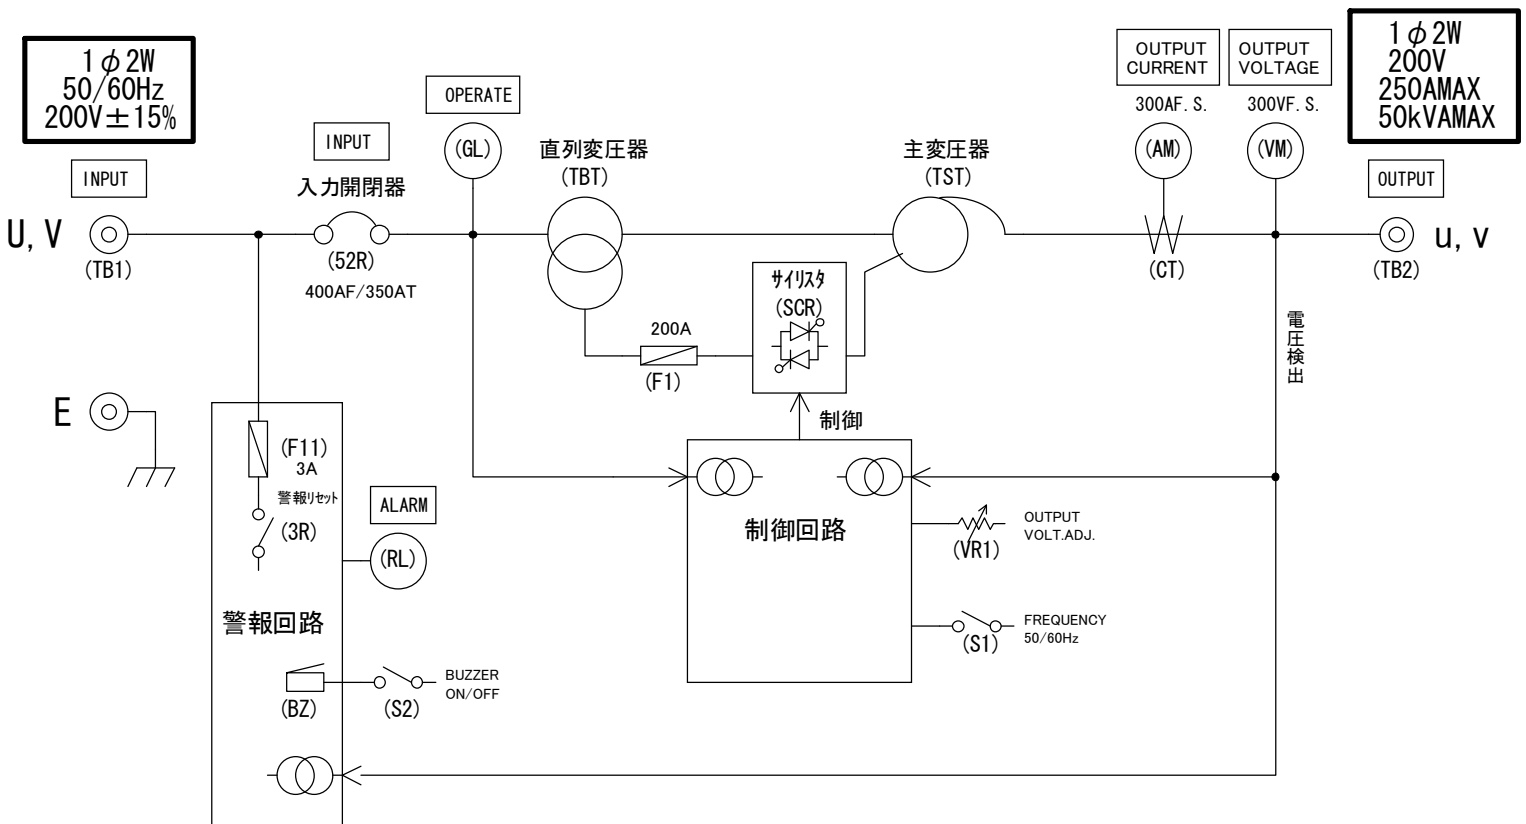 1φ2W
50/60Hz
200V±15%
INPUT
U, V
(TB1)
INPUT
入力開閉器
(52R)
400AF/350AT
OPERATE
(GL)
直列変圧器
(TBT)
主変圧器
(TST)
OUTPUT
CURRENT
300AF. S.
(AM)
(CT)
OUTPUT
VOLTAGE
300VF. S.
(VM)
1φ2W
200V
250AMAX
50kVAMAX
OUTPUT
u, v
(TB2)
サイリスタ
(SCR)
200A
(F1)
制御
電圧検出
E
(F11)
3A
警報リセット
(3R)
ALARM
(RL)
警報回路
(BZ)
(S2)
BUZZER
ON/OFF
制御回路
(VR1)
OUTPUT
VOLT.ADJ.
(S1)
FREQUENCY
50/60Hz